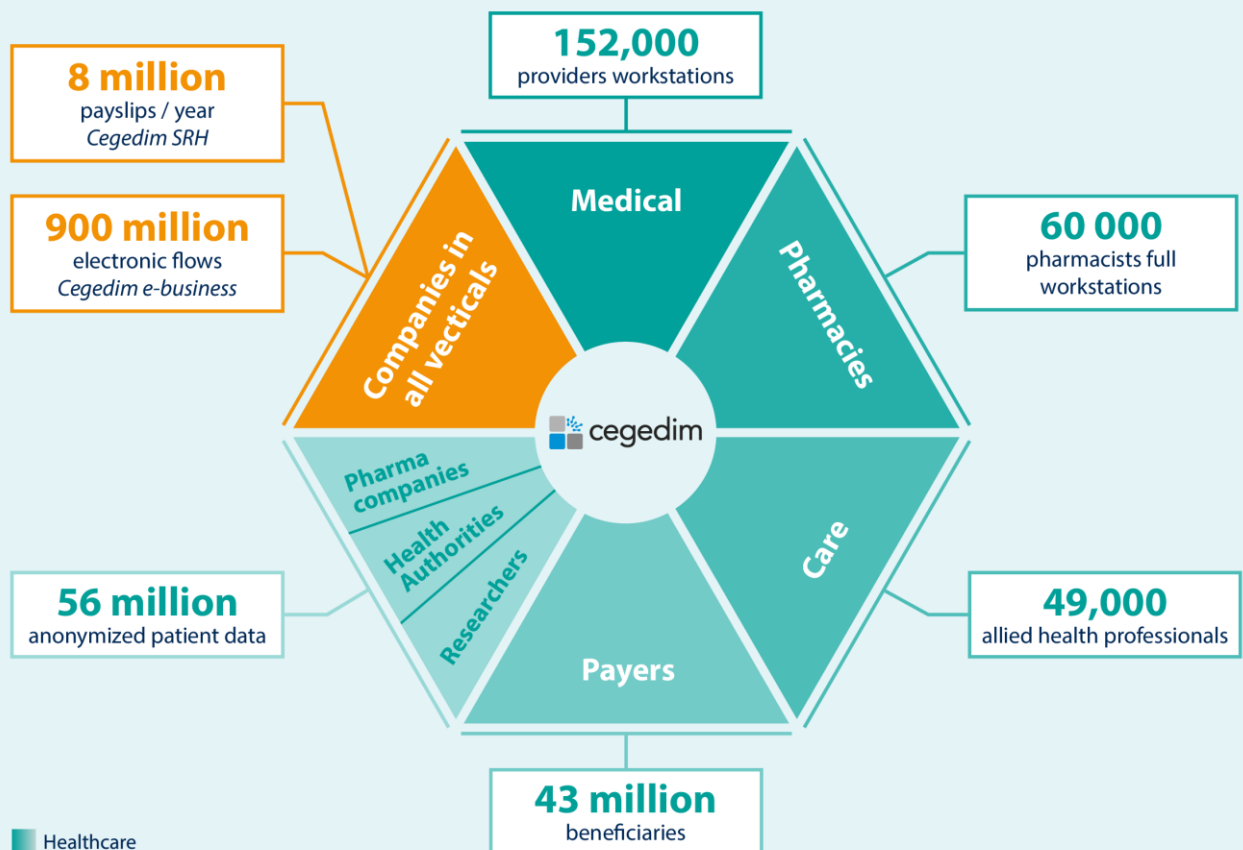 152,000
providers workstations
8 million
payslips / year
Cegedim SRH
900 million
electronic flows
Cegedim e-business
60 000
pharmacists full
workstations
Medical
Pharmacies
Companies in
all vecticals
cegedim
Pharma
companies
Health
Authorities
Researchers
Care
Payers
56 million
anonymized patient data
49,000
allied health professionals
43 million
beneficiaries
Healthcare